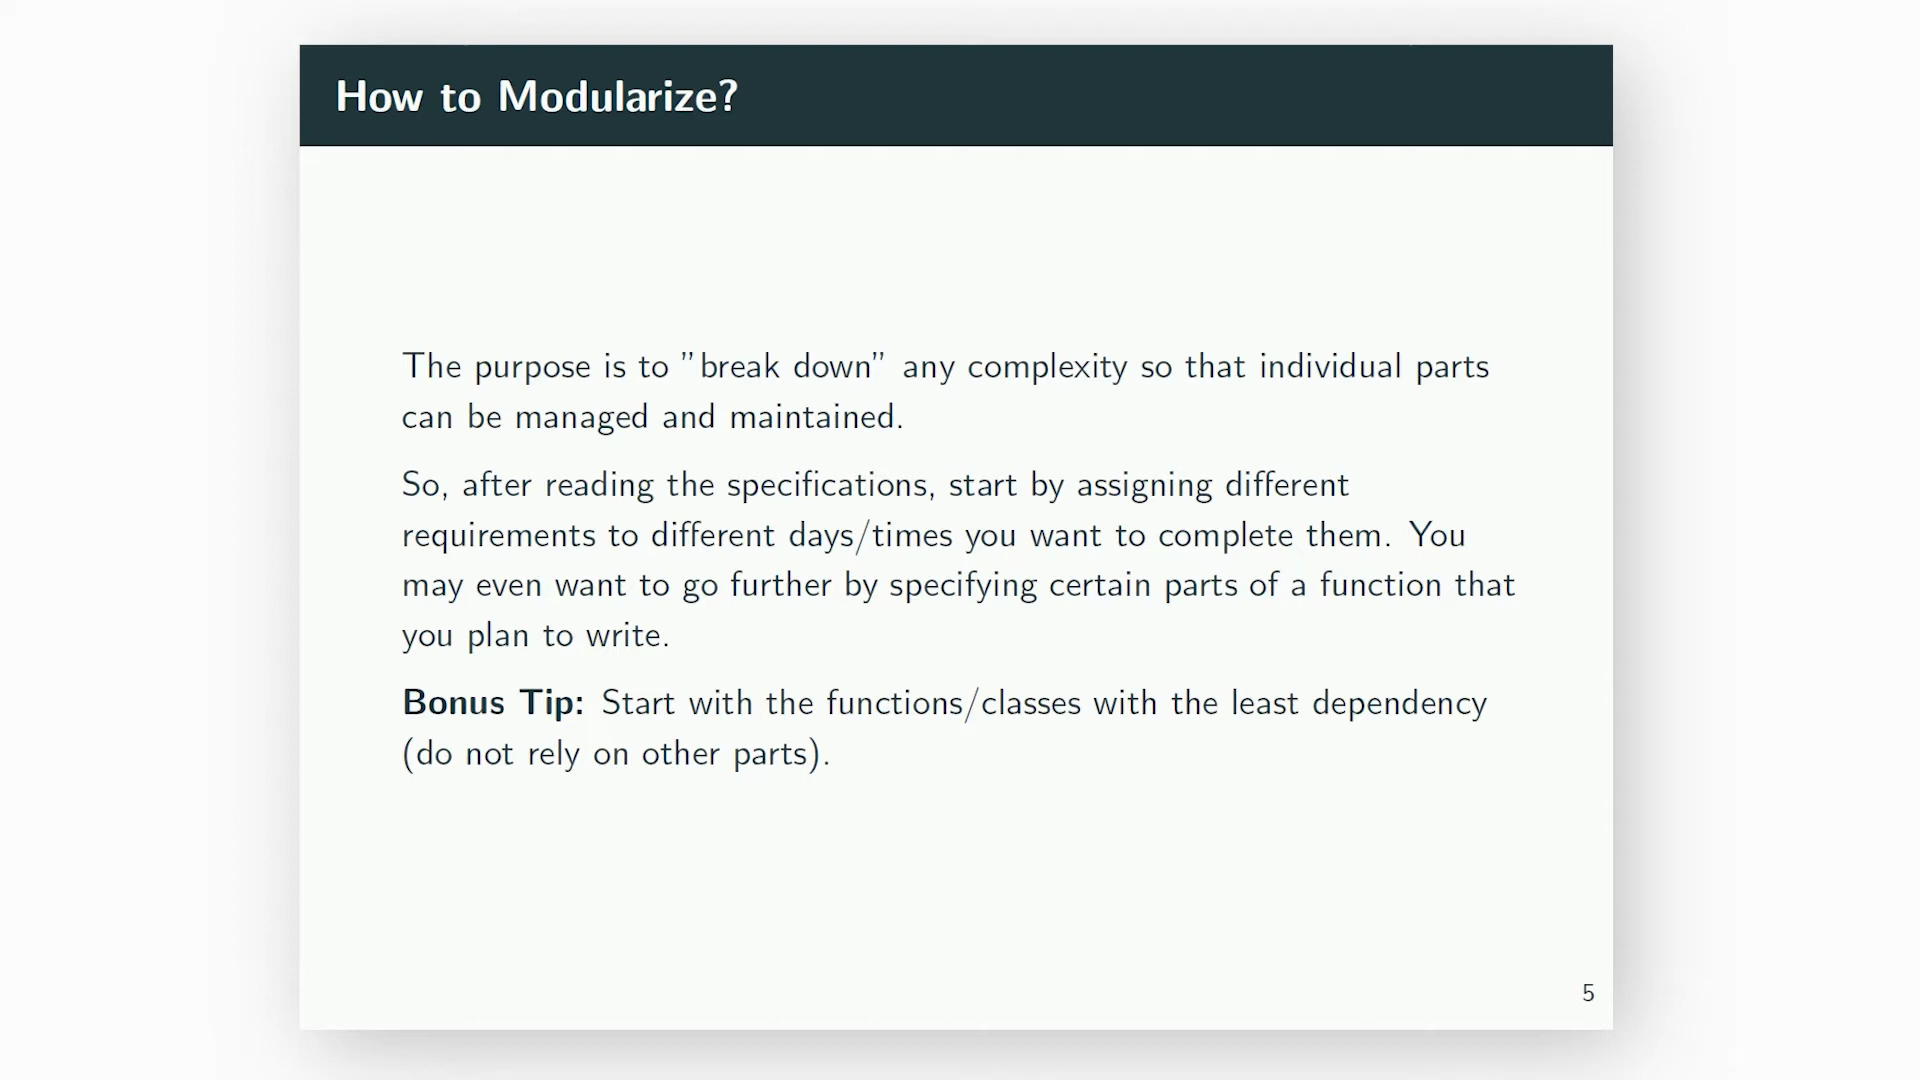 How to Modularize?
The purpose is to ”break down” any complexity so that individual parts
can be managed and maintained.
So, after reading the specifications, start by assigning different
requirements to different days/times you want to complete them. You
may even want to go further by specifying certain parts of a function that
you plan to write.
Bonus Tip: Start with the functions/classes with the least dependency
(do not rely on other parts).
5